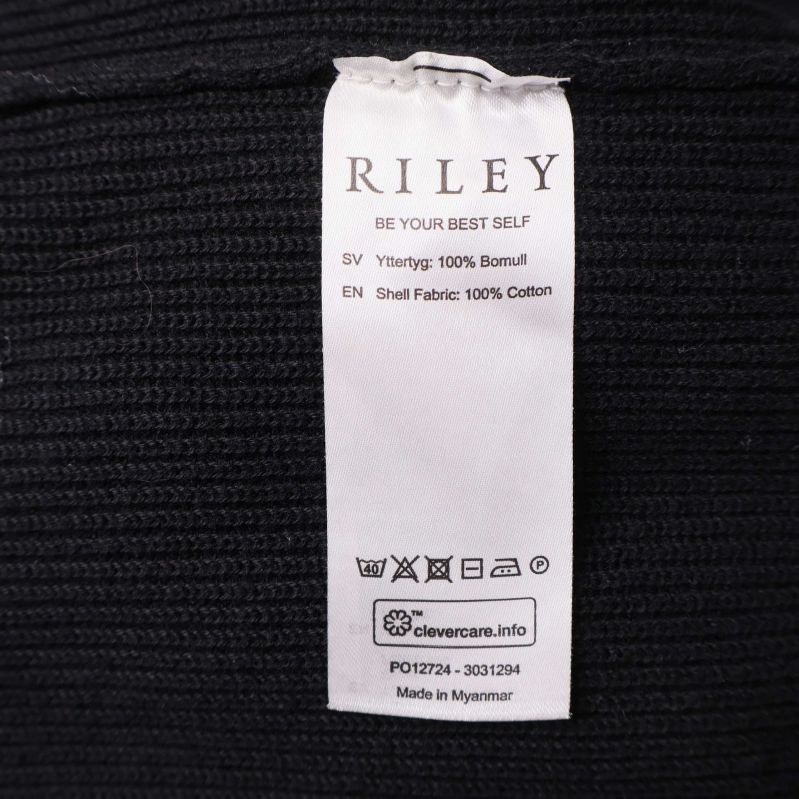 RILEY
BE YOUR BEST SELF
SV Yttertyg: 100% Bomull
EN Shell Fabric: 100% Cotton
40 P
™ clevercare.info
PO12724 - 3031294
Made in Myanmar